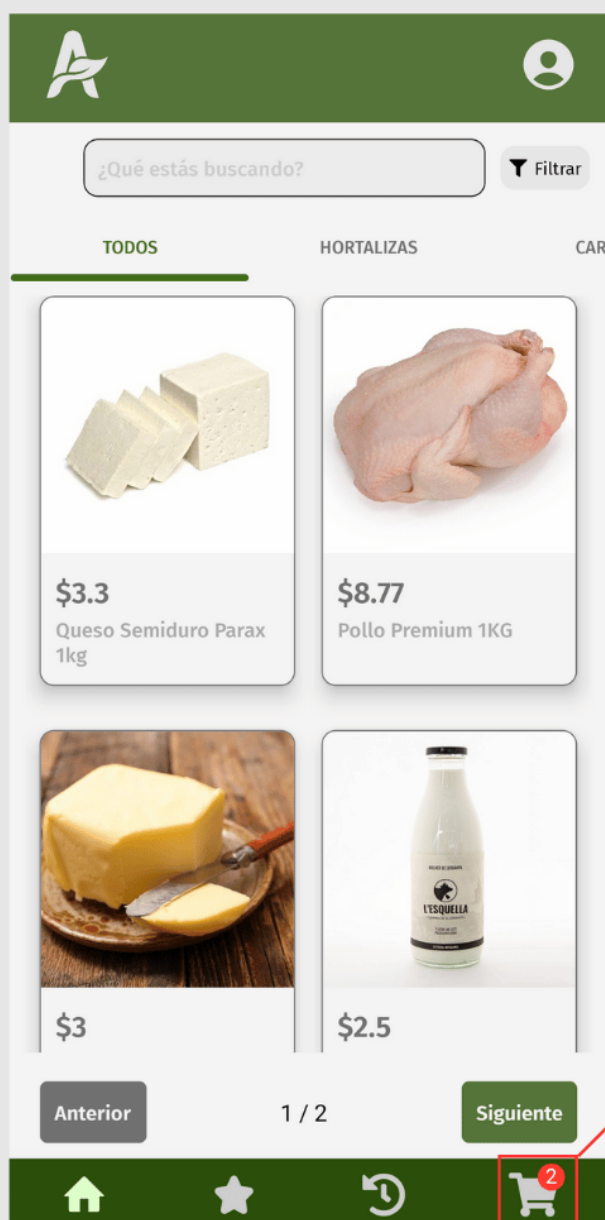 ¿Qué estás buscando?
Filtrar
TODOS HORTALIZAS CAR
$3.3
Queso Semiduro Parax
1kg
$8.77
Pollo Premium 1KG
L'ESQUELLA
$3
$2.5
Anterior 1 / 2 Siguiente
2